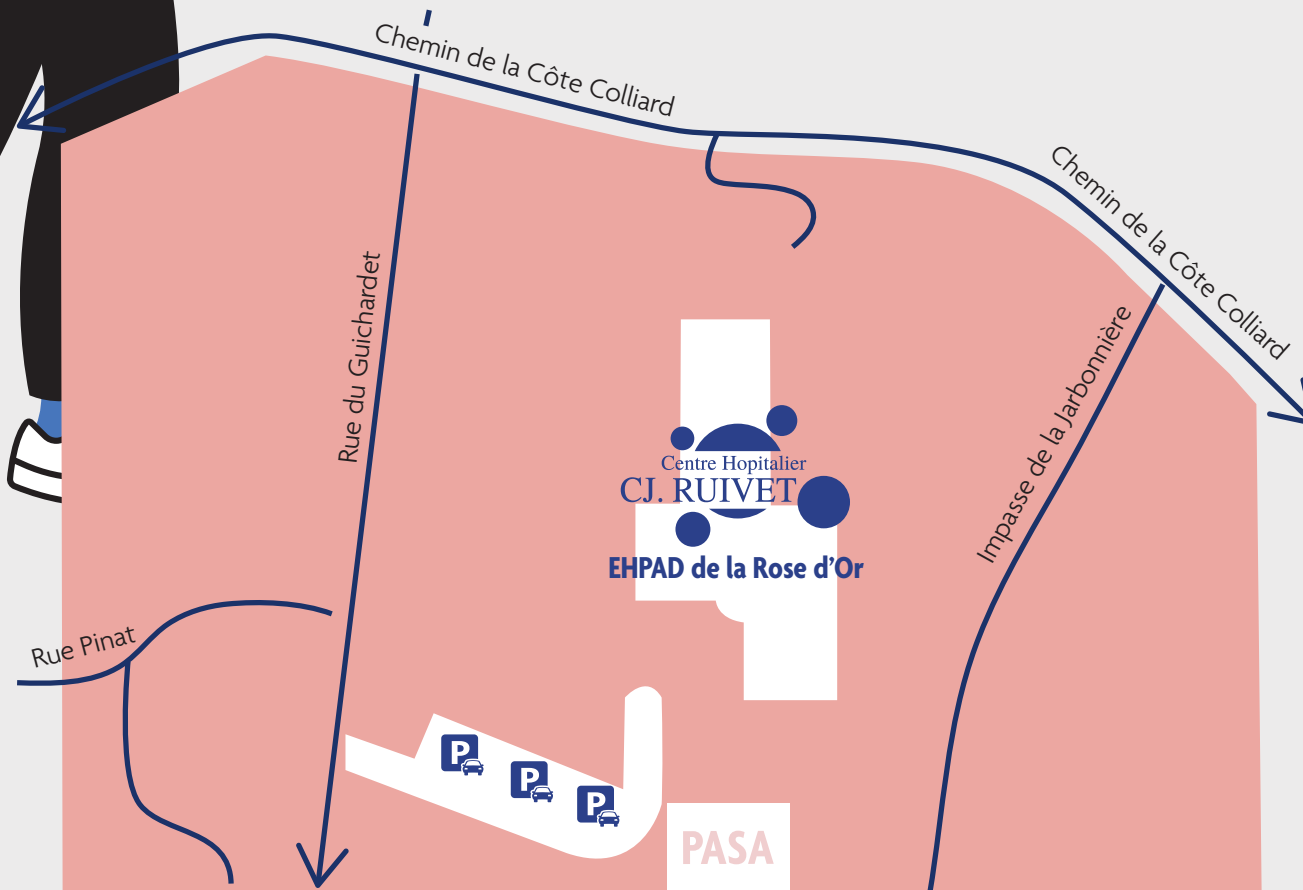 Chemin de la Côte Colliard
Chemin de la Côte Colliard
Rue du Guichardet
Impasse de la Jarbonnière
Centre Hopitalier
CJ. RUIVET
EHPAD de la Rose d’Or
Rue Pinat
P
P
P
PASA